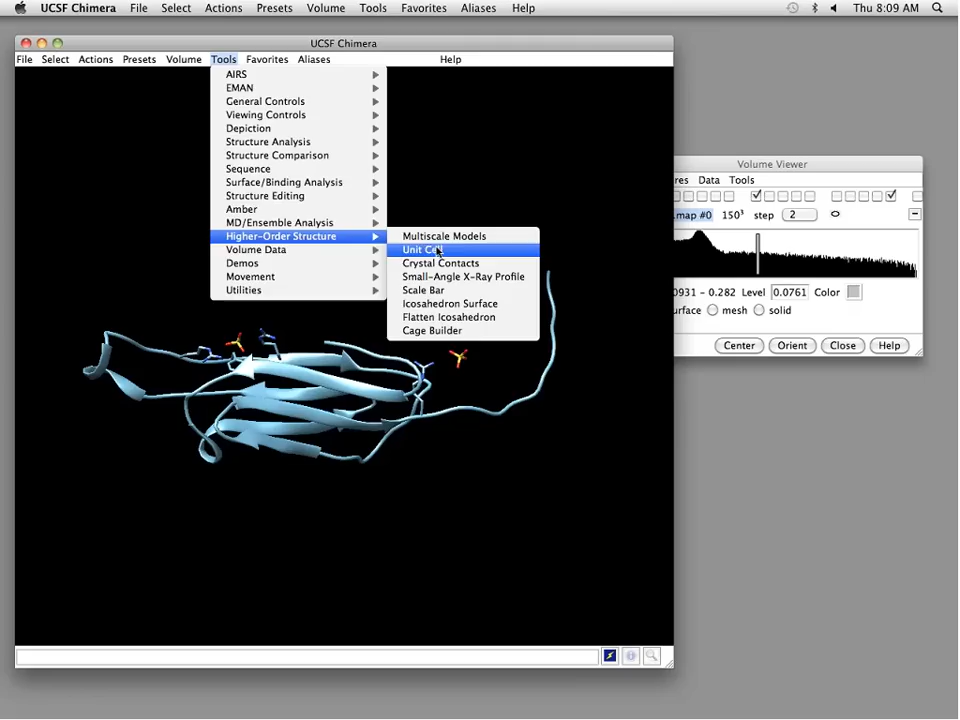 UCSF Chimera File Select Actions Presets Volume Tools Favorites Aliases Help Thu 8:09 AM
UCSF Chimera
File Select Actions Presets Volume Tools Favorites Aliases Help
AIRS
EMAN
General Controls
Viewing Controls
Depiction
Structure Analysis
Structure Comparison
Sequence
Surface/Binding Analysis
Structure Editing
Amber
MD/Ensemble Analysis
Higher-Order Structure
Volume Data
Demos
Movement
Utilities
Multiscale Models
Unit
Crystal Contacts
Small-Angle X-Ray Profile
Scale Bar
Icosahedron Surface
Flatten Icosahedron
Cage Builder
Volume Viewer
res Data Tools
.map #0 150³ step 2
0931 - 0.282 Level 0.0761 Color
urface mesh solid
Center Orient Close Help